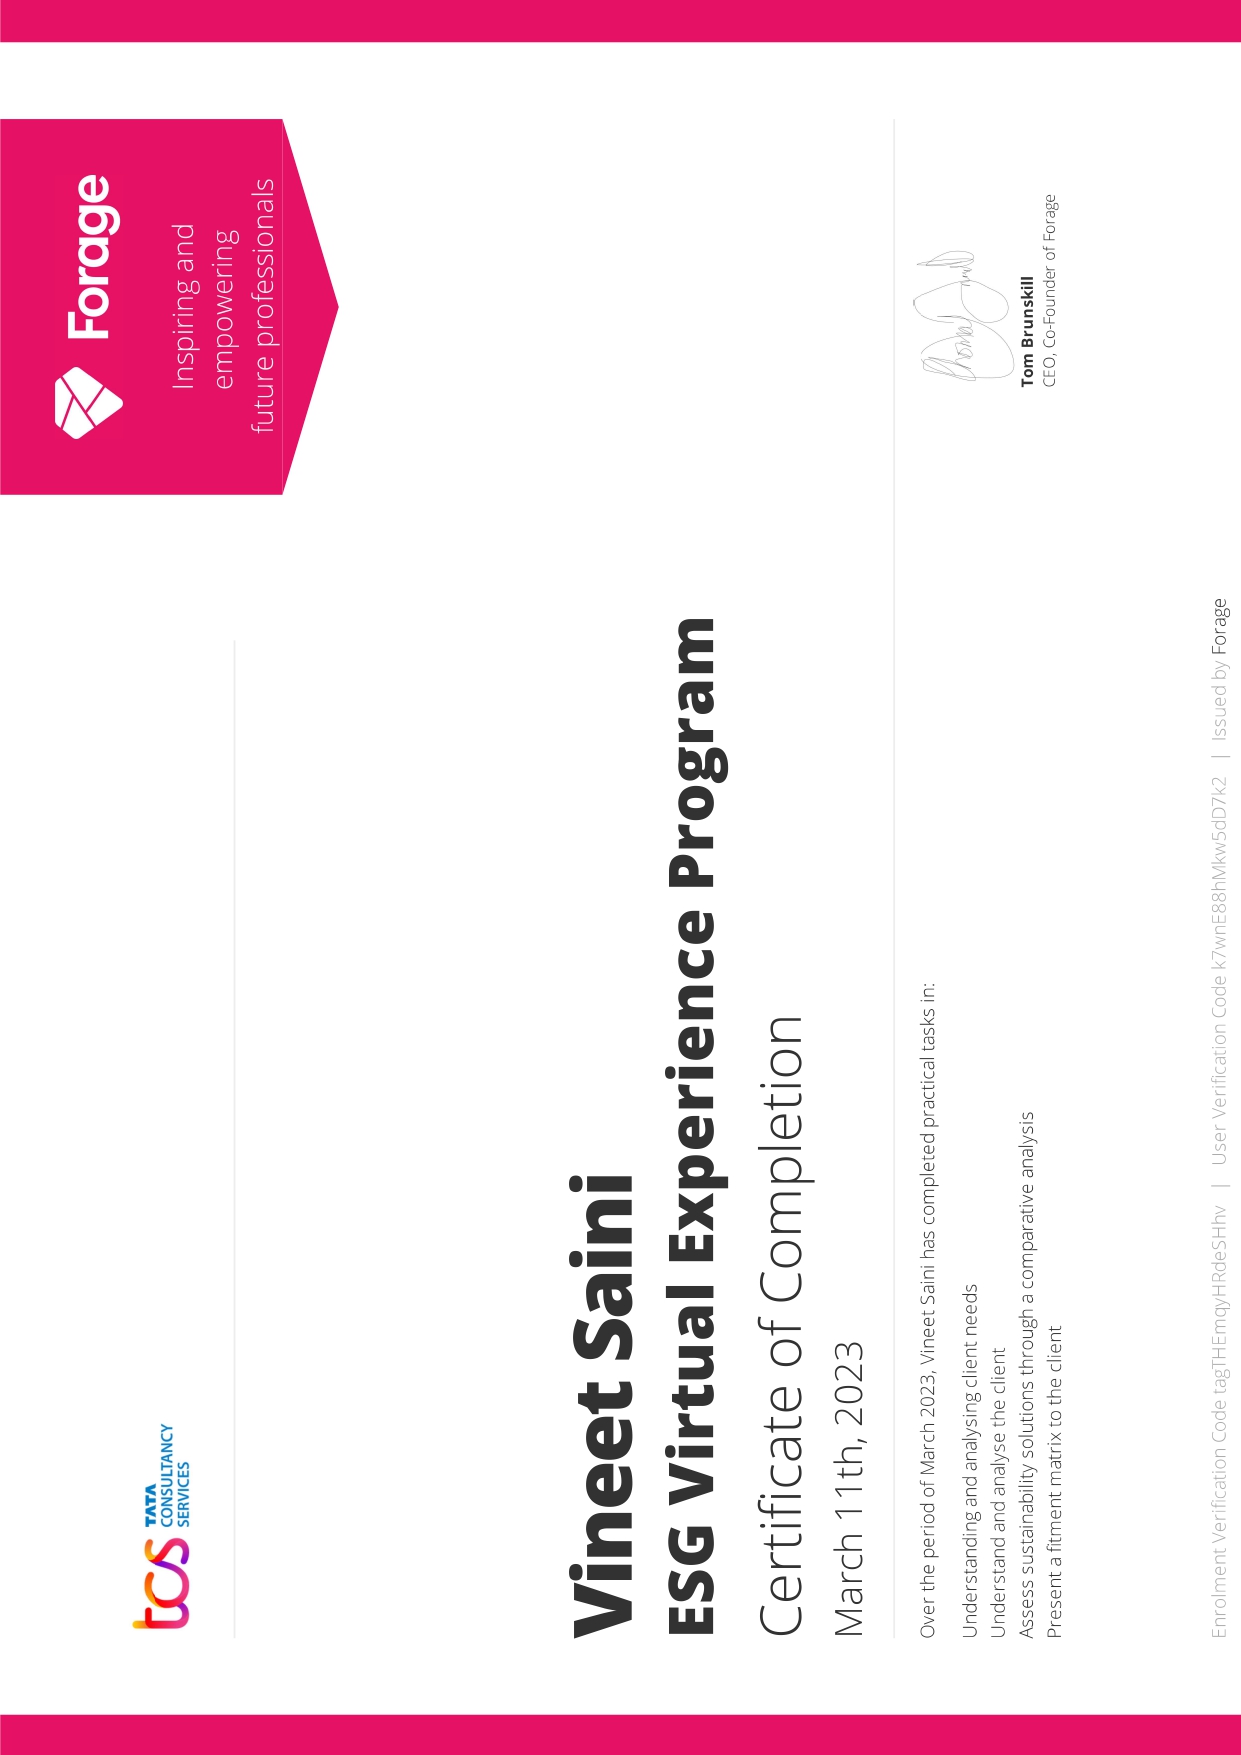 tcs TATA
CONSULTANCY
SERVICES
Forage
Inspiring and
empowering
future professionals
Vineet Saini
ESG Virtual Experience Program
Certificate of Completion
March 11th, 2023
Over the period of March 2023, Vineet Saini has completed practical tasks in:
Understanding and analysing client needs
Understand and analyse the client
Assess sustainability solutions through a comparative analysis
Present a fitment matrix to the client
Tom Brunskill
CEO, Co-Founder of Forage
Enrolment Verification Code tagTHEmqyHRdeSHhv | User Verification Code k7wnE88hMkw5dD7k2 | Issued by Forage